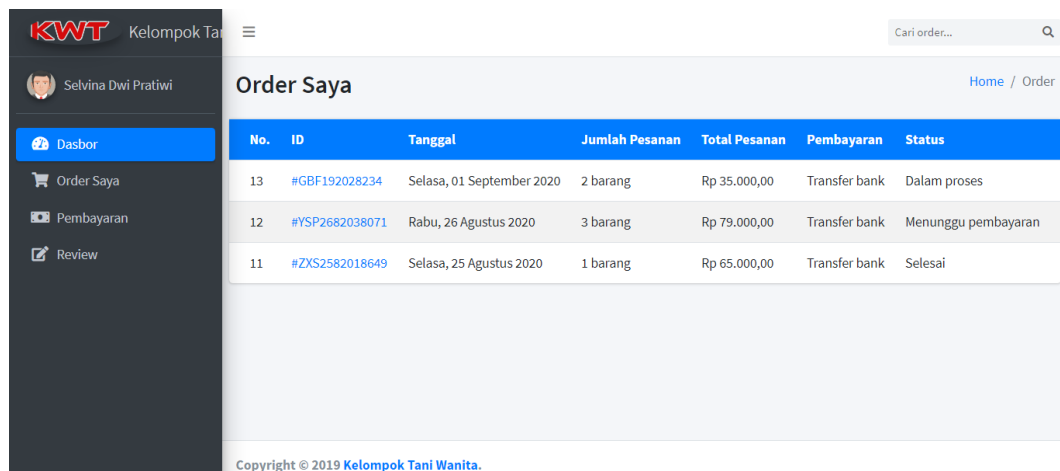 KWT Kelompok Tar
Cari order...
Selvina Dwi Pratiwi
Dasbor
Order Saya
Pembayaran
Review
Order Saya
Home / Order
No. ID Tanggal Jumlah Pesanan Total Pesanan Pembayaran Status
13 #GBF192028234 Selasa, 01 September 2020 2 barang Rp 35.000,00 Transfer bank Dalam proses
12 #YSP2682038071 Rabu, 26 Agustus 2020 3 barang Rp 79.000,00 Transfer bank Menunggu pembayaran
11 #ZXS2582018649 Selasa, 25 Agustus 2020 1 barang Rp 65.000,00 Transfer bank Selesai
Copyright © 2019 Kelompok Tani Wanita.